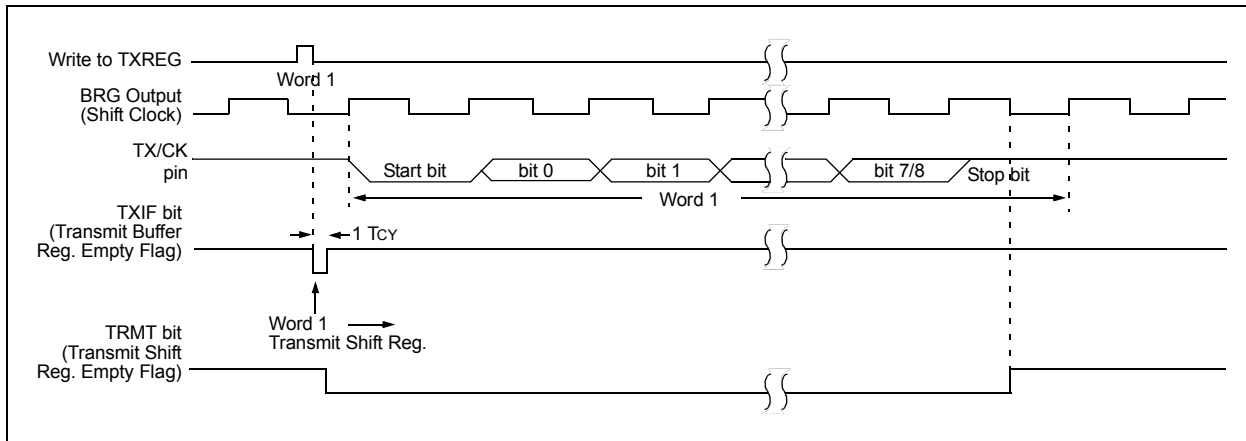 Write to TXREG
Word 1
BRG Output
(Shift Clock)
TX/CK
pin
Start bit
bit 0
bit 1
bit 7/8
Stop bit
Word 1
TXIF bit
(Transmit Buffer
Reg. Empty Flag)
1 TCY
Word 1
Transmit Shift Reg.
TRMT bit
(Transmit Shift
Reg. Empty Flag)